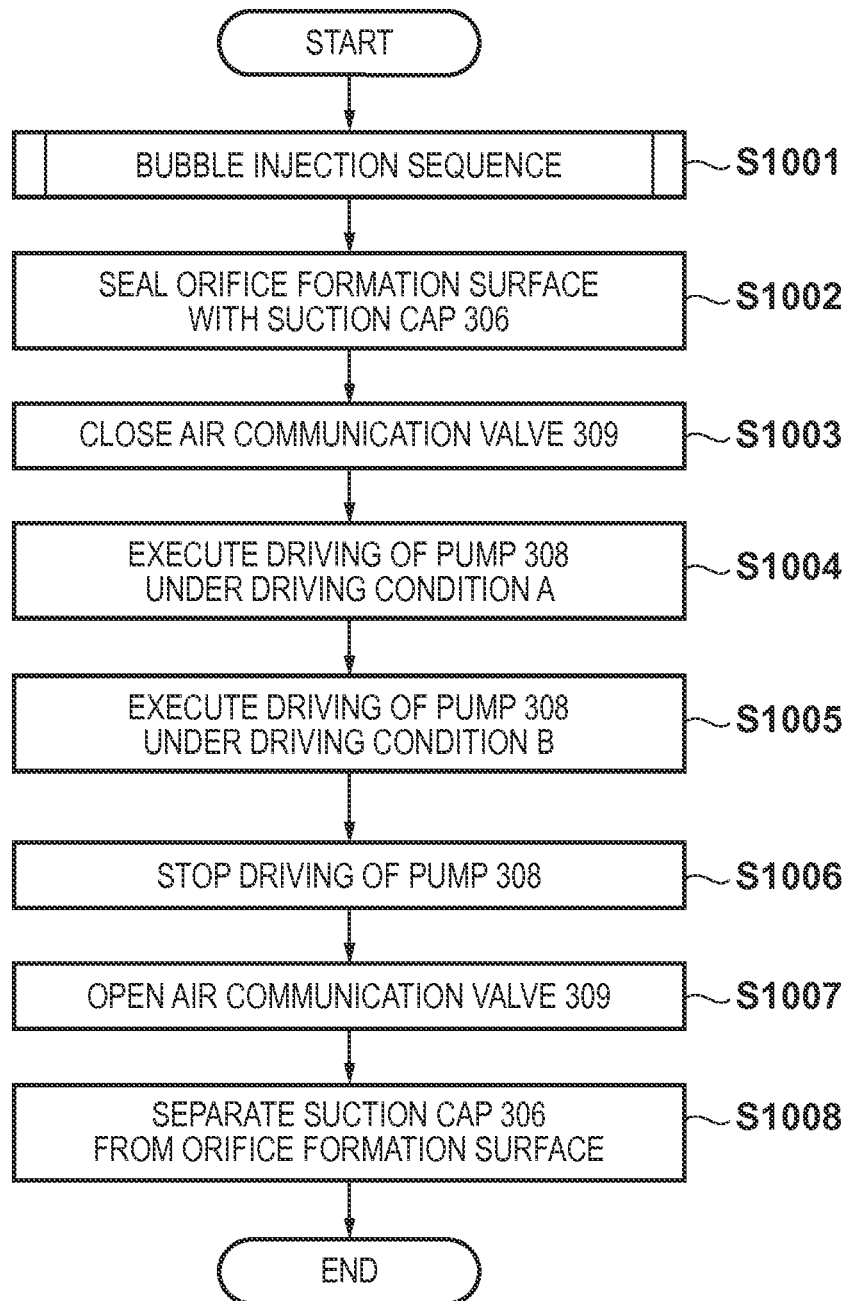 START
BUBBLE INJECTION SEQUENCE
S1001
SEAL ORIFICE FORMATION SURFACE
WITH SUCTION CAP 306
S1002
CLOSE AIR COMMUNICATION VALVE 309
S1003
EXECUTE DRIVING OF PUMP 308
UNDER DRIVING CONDITION A
S1004
EXECUTE DRIVING OF PUMP 308
UNDER DRIVING CONDITION B
S1005
STOP DRIVING OF PUMP 308
S1006
OPEN AIR COMMUNICATION VALVE 309
S1007
SEPARATE SUCTION CAP 306
FROM ORIFICE FORMATION SURFACE
S1008
END